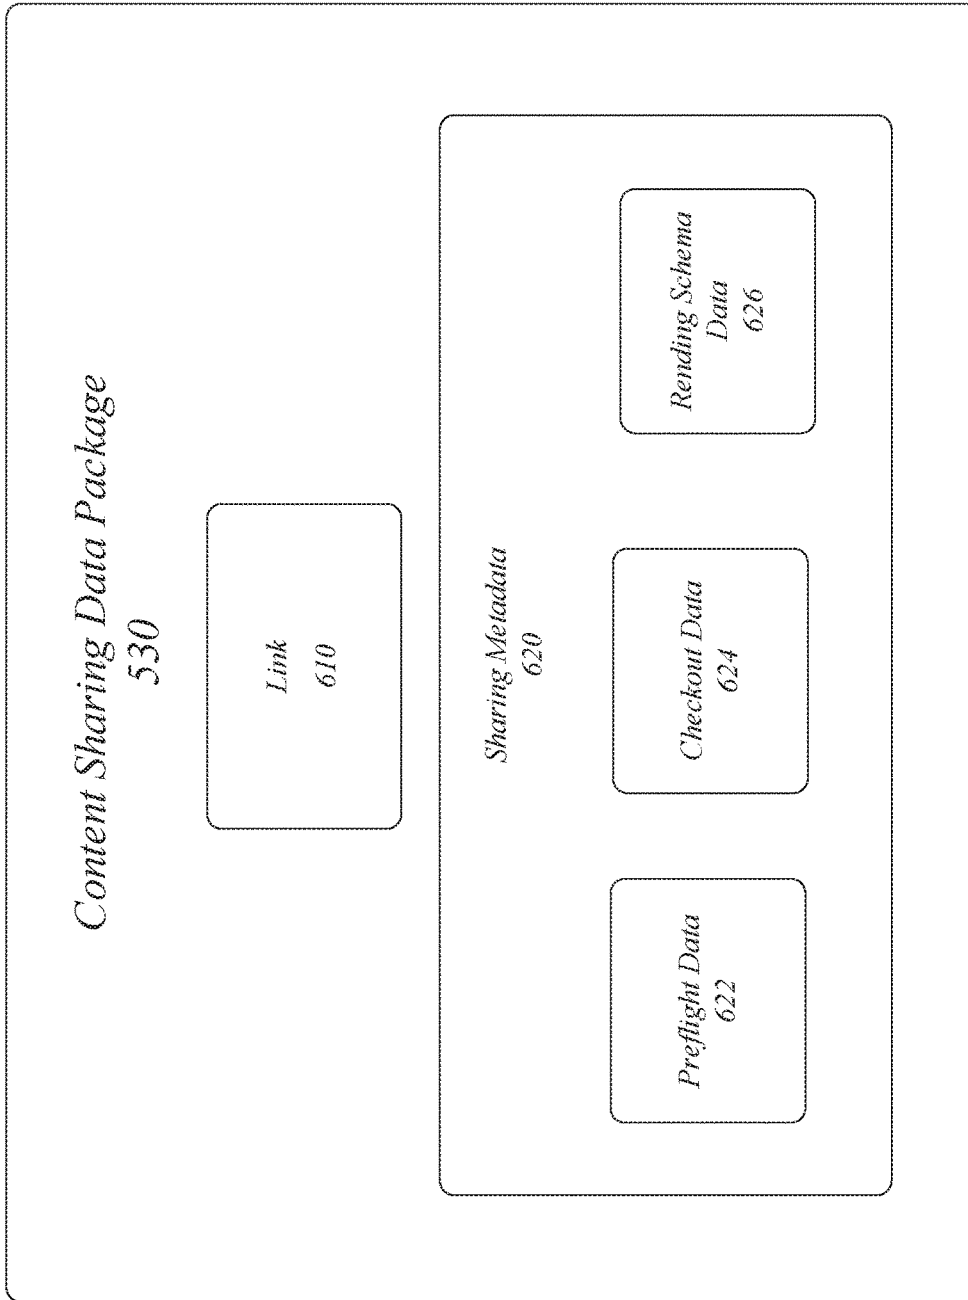 Content Sharing Data Package
530
Link
610
Sharing Metadata
620
Preflight Data
622
Checkout Data
624
Rending Schema
Data
626